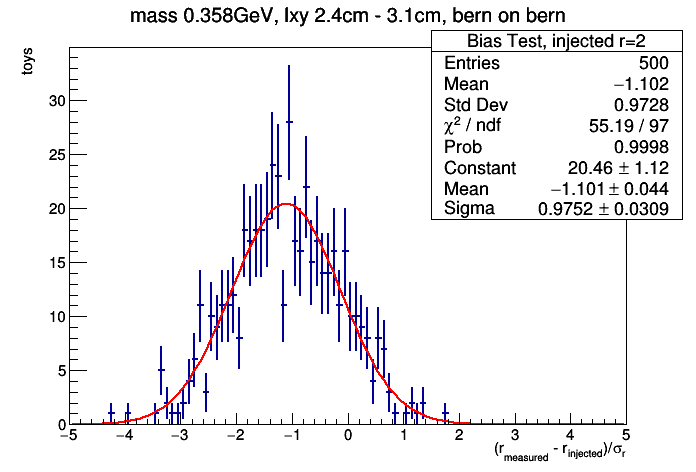 mass 0.358GeV, lxy 2.4cm - 3.1cm, bern on bern
toys
Bias Test, injected r=2
Entries 500
Mean −1.102
Std Dev 0.9728
χ² / ndf 55.19 / 97
Prob 0.9998
Constant 20.46 ± 1.12
Mean −1.101 ± 0.044
Sigma 0.9752 ± 0.0309
30
25
20
15
10
5
0
−5 −4 −3 −2 −1 0 1 2 3 4 5
(r_measured - r_injected)/σ_r